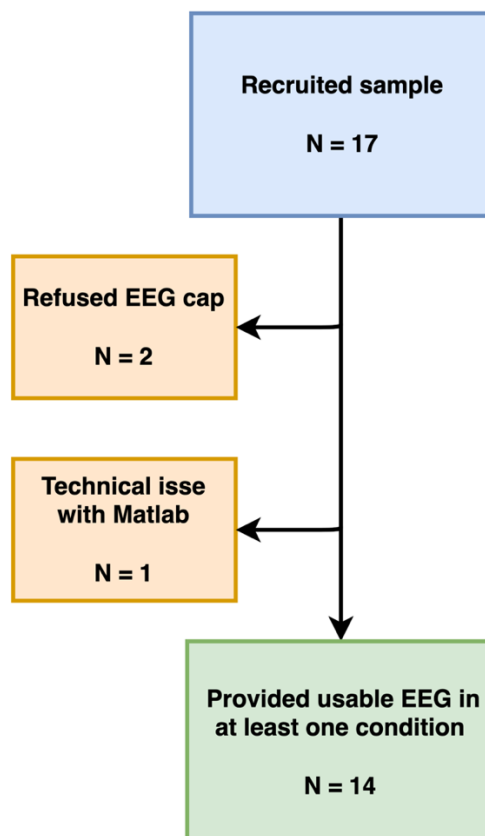 Recruited sample
N = 17
Refused EEG cap
N = 2
Technical isse
with Matlab
N = 1
Provided usable EEG in
at least one condition
N = 14